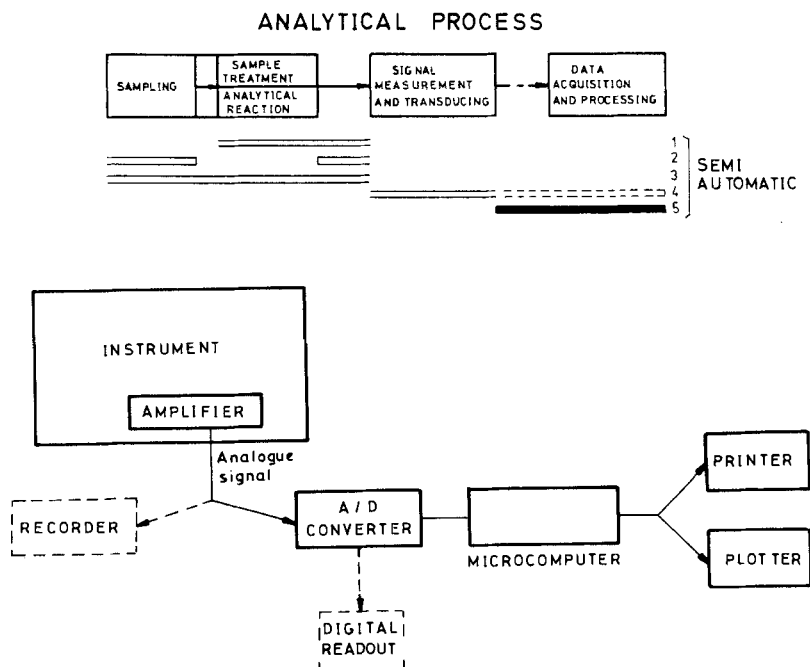 ANALYTICAL PROCESS
SAMPLING
SAMPLE
TREATMENT
ANALYTICAL
REACTION
SIGNAL
MEASUREMENT
AND TRANSDUCING
DATA
ACQUISITION
AND PROCESSING
1
2
3
4
5
SEMI
AUTOMATIC
INSTRUMENT
AMPLIFIER
Analogue
signal
RECORDER
A/D
CONVERTER
MICROCOMPUTER
PRINTER
PLOTTER
DIGITAL
READOUT